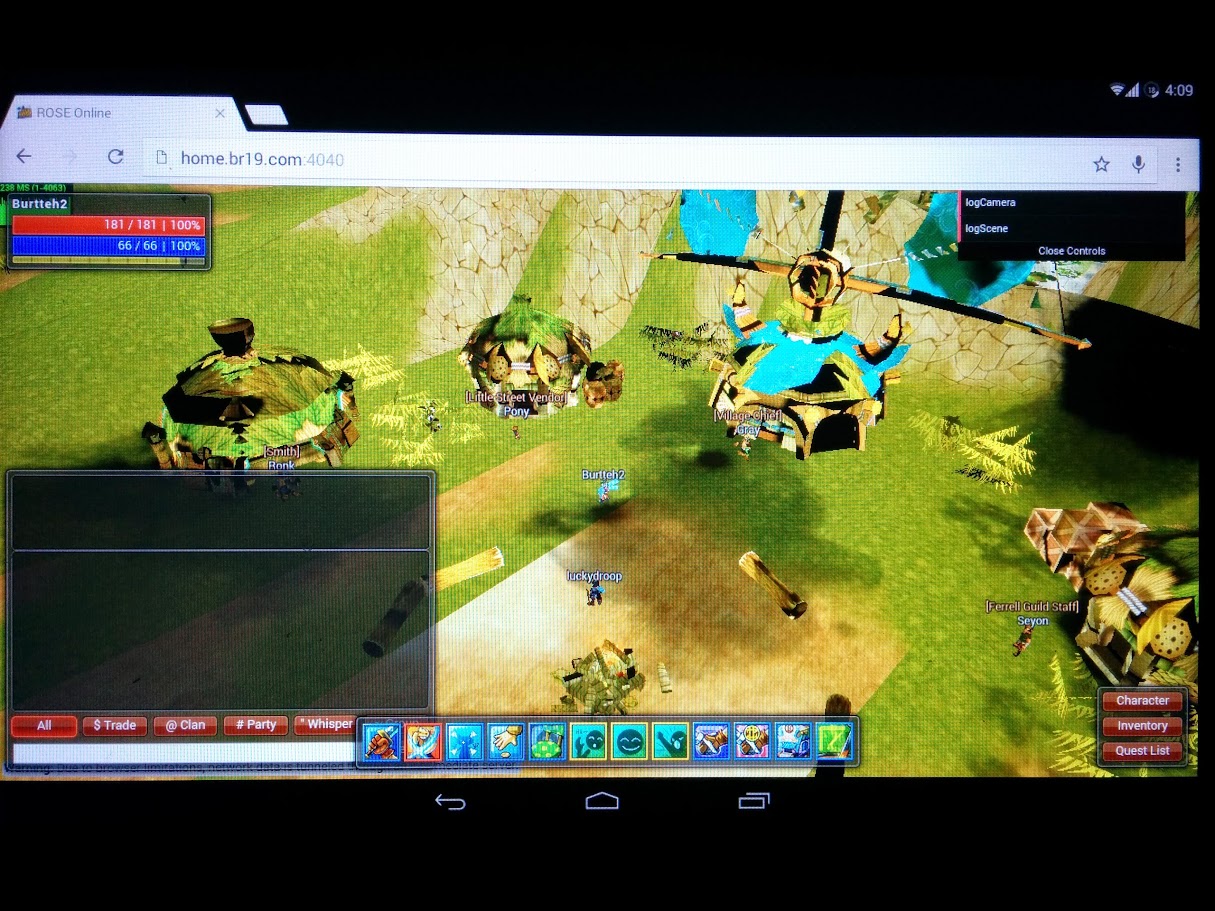 18 4:09
ROSE Online
home.br19.com:4040
238 MS (1-4063)
Burtteh2
181 / 181 | 100%
66 / 66 | 100%
logCamera
logScene
Close Controls
[Little Street Vendor]
Pony
[Village Chief]
Gray
[Smith]
Ronk
Burtteh2
luckydroop
[Ferrell Guild Staff]
Seyon
All
$ Trade
@ Clan
# Party
" Whisper
Character
Inventory
Quest List